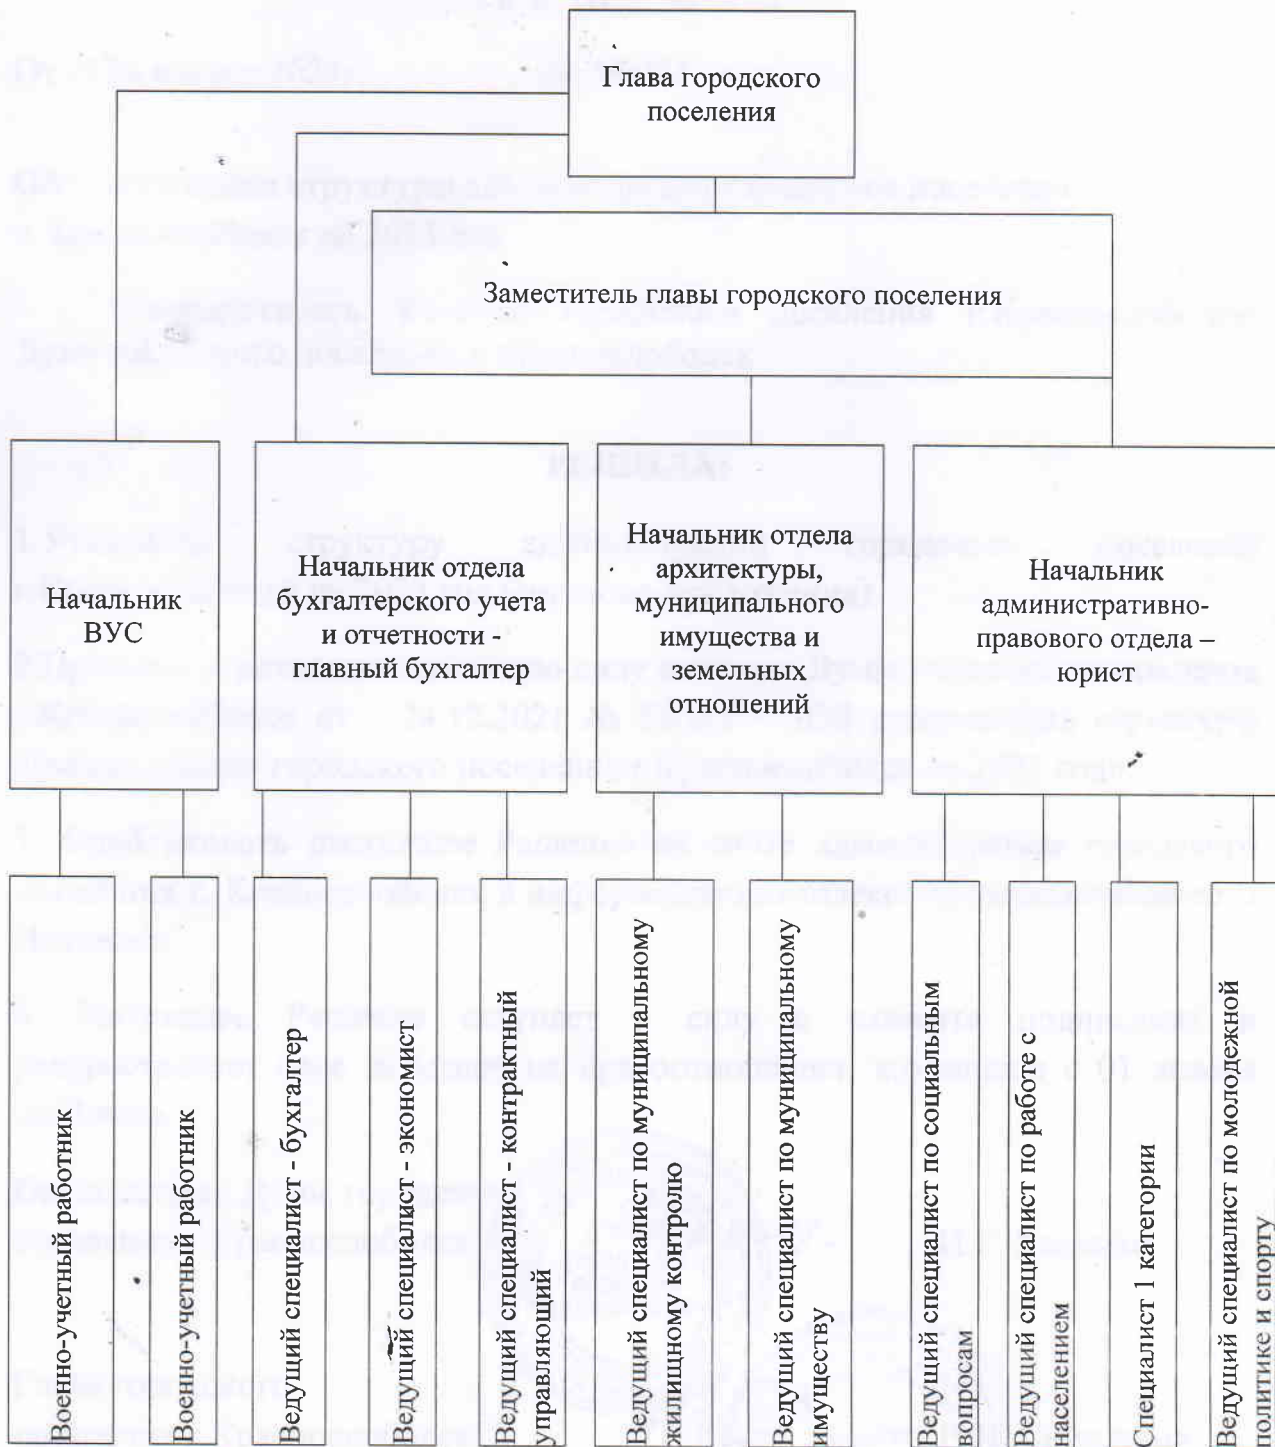 Глава городского
поселения
Заместитель главы городского поселения
Начальник
ВУС
Начальник отдела
бухгалтерского учета
и отчетности -
главный бухгалтер
Начальник отдела
архитектуры,
муниципального
имущества и
земельных
отношений
Начальник
административно-
правового отдела –
юрист
Военно-учетный работник
Военно-учетный работник
Ведущий специалист - бухгалтер
Ведущий специалист - экономист
Ведущий специалист - контрактный
управляющий
Ведущий специалист по муниципальному
жилищному контролю
Ведущий специалист по муниципальному
имуществу
Ведущий специалист по социальным
вопросам
Ведущий специалист по работе с
населением
Специалист 1 категории
Ведущий специалист по молодежной
политике и спорту